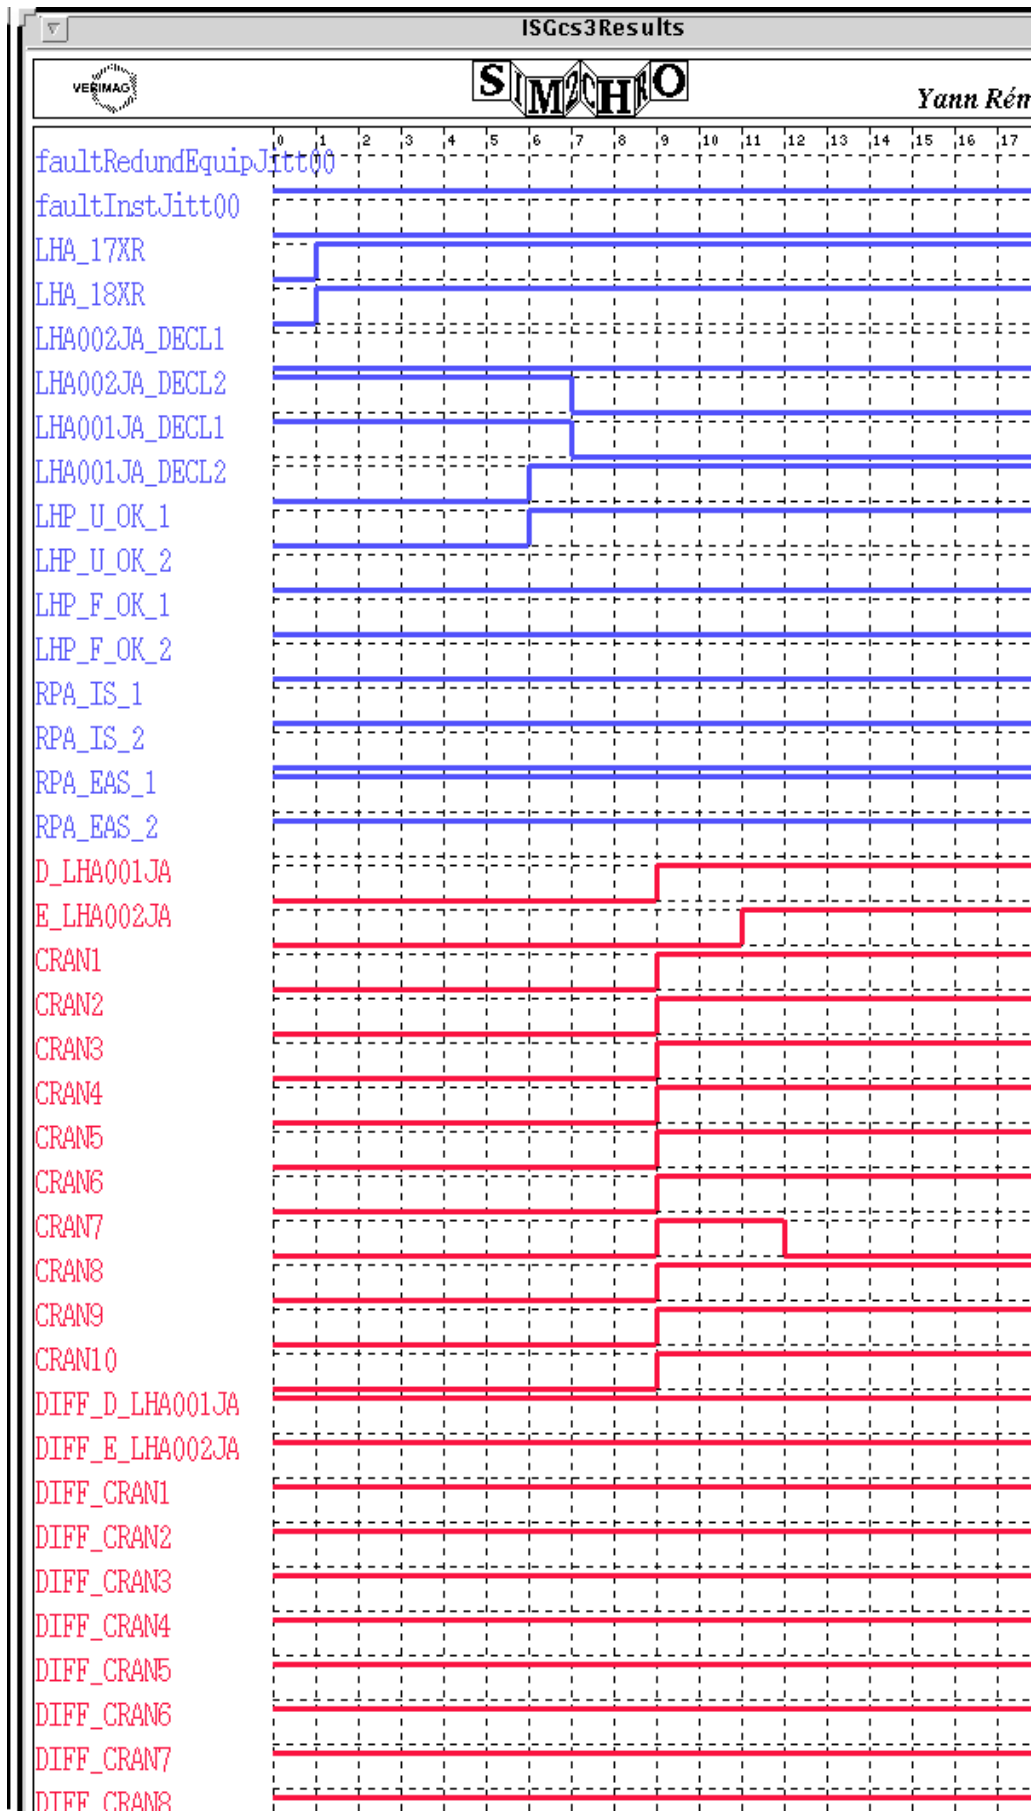 ISGcs3Results
VERIMAG
SIM2CHRO
Yann Rém
0 1 2 3 4 5 6 7 8 9 10 11 12 13 14 15 16 17
faultRedundEquipJitt00
faultInstJitt00
LHA_17XR
LHA_18XR
LHA002JA_DECL1
LHA002JA_DECL2
LHA001JA_DECL1
LHA001JA_DECL2
LHP_U_OK_1
LHP_U_OK_2
LHP_F_OK_1
LHP_F_OK_2
RPA_IS_1
RPA_IS_2
RPA_EAS_1
RPA_EAS_2
D_LHA001JA
E_LHA002JA
CRAN1
CRAN2
CRAN3
CRAN4
CRAN5
CRAN6
CRAN7
CRAN8
CRAN9
CRAN10
DIFF_D_LHA001JA
DIFF_E_LHA002JA
DIFF_CRAN1
DIFF_CRAN2
DIFF_CRAN3
DIFF_CRAN4
DIFF_CRAN5
DIFF_CRAN6
DIFF_CRAN7
DIFF_CRAN8